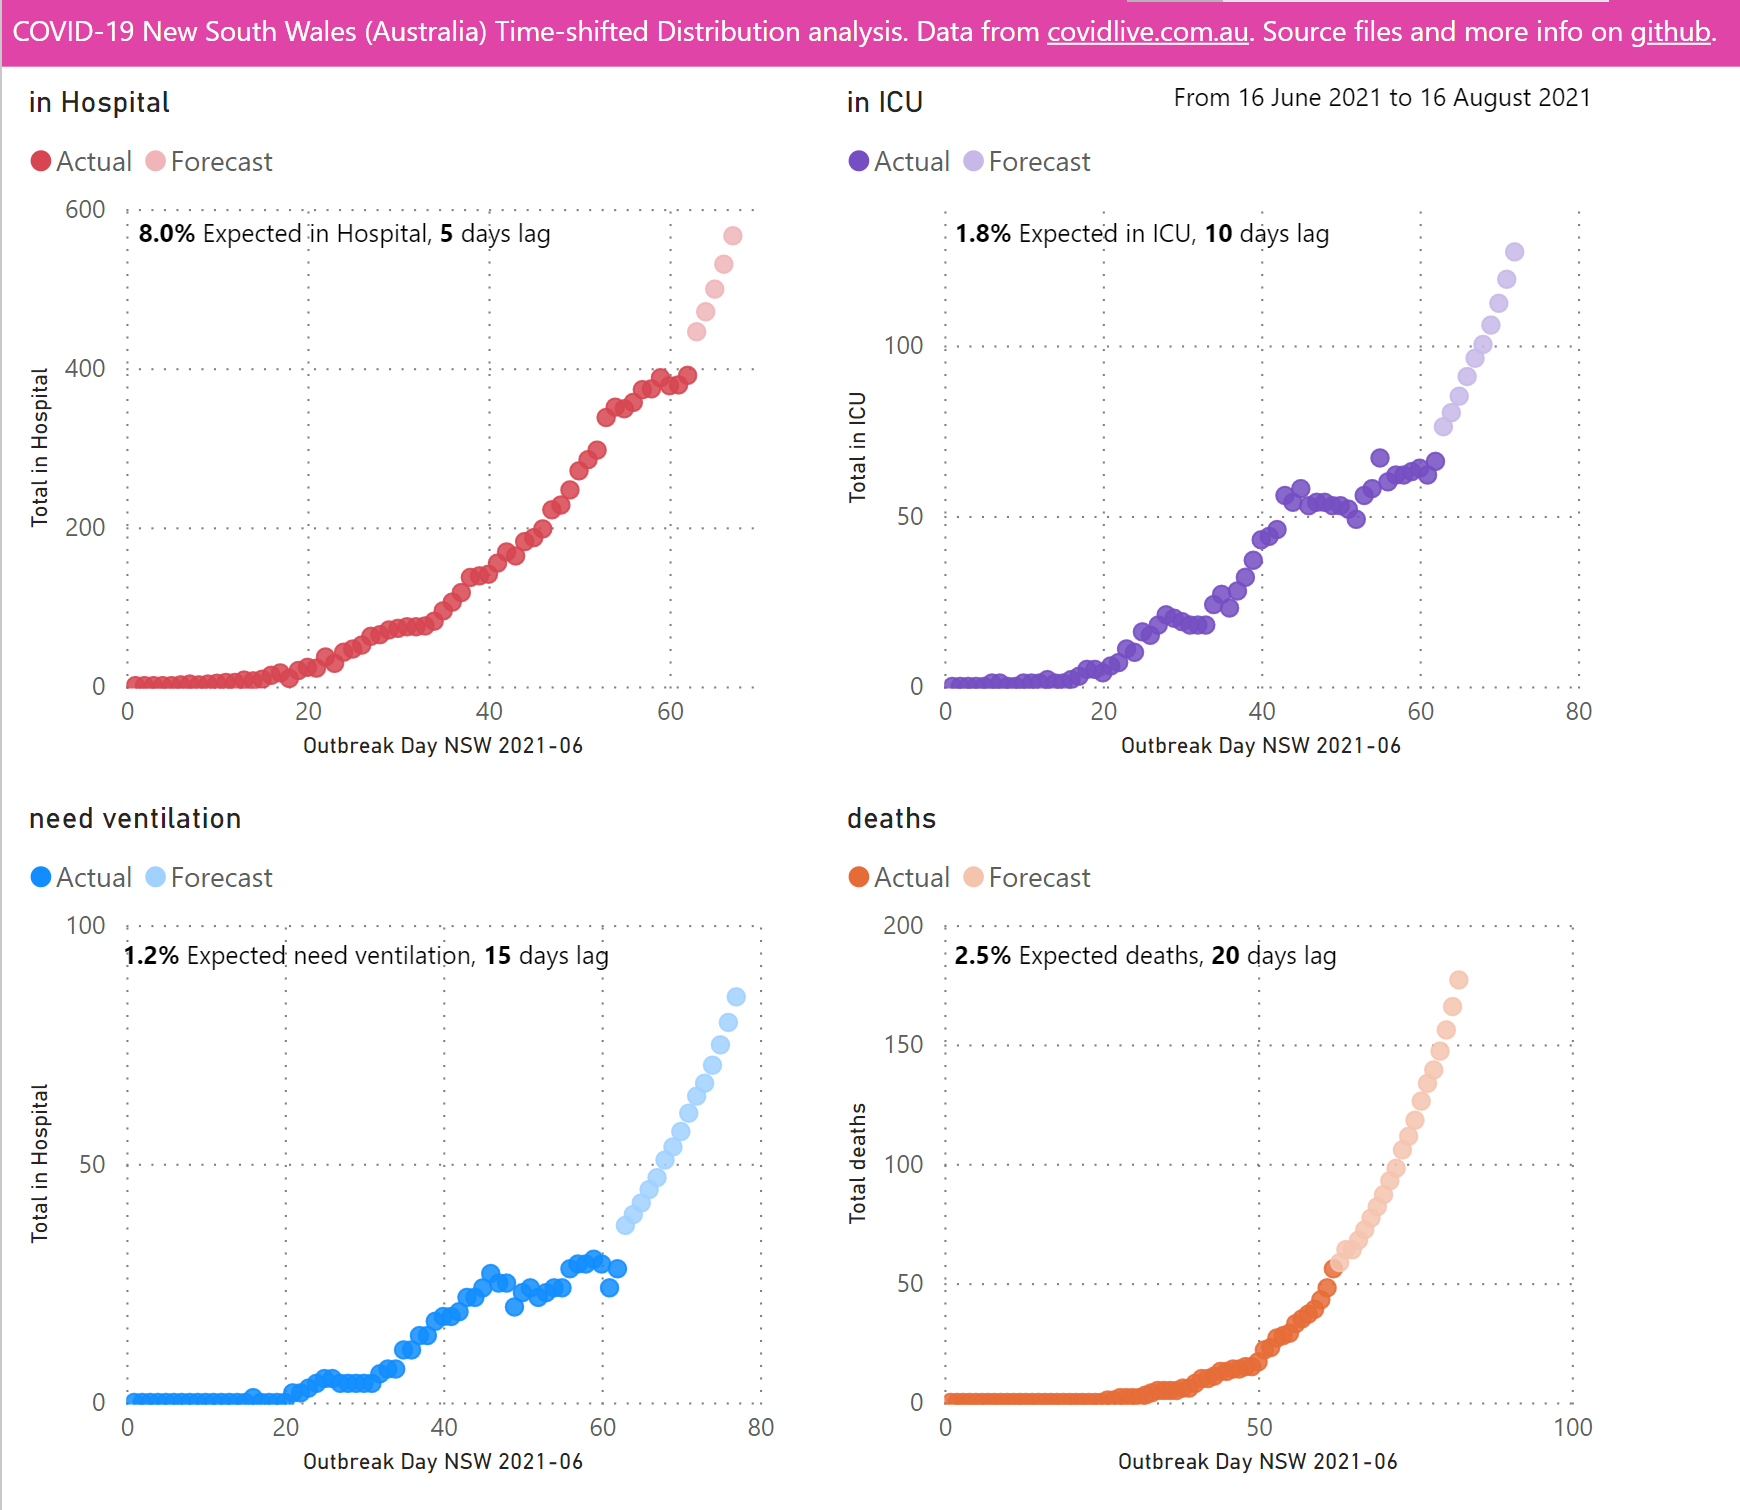 COVID-19 New South Wales (Australia) Time-shifted Distribution analysis. Data from covidlive.com.au. Source files and more info on github.
in Hospital
Actual Forecast
600
400
200
0
8.0% Expected in Hospital, 5 days lag
Total in Hospital
0 20 40 60
Outbreak Day NSW 2021-06
in ICU
From 16 June 2021 to 16 August 2021
Actual Forecast
100
50
0
1.8% Expected in ICU, 10 days lag
Total in ICU
0 20 40 60 80
Outbreak Day NSW 2021-06
need ventilation
Actual Forecast
100
50
0
1.2% Expected need ventilation, 15 days lag
Total in Hospital
0 20 40 60 80
Outbreak Day NSW 2021-06
deaths
Actual Forecast
200
150
100
50
0
2.5% Expected deaths, 20 days lag
Total deaths
0 50 100
Outbreak Day NSW 2021-06